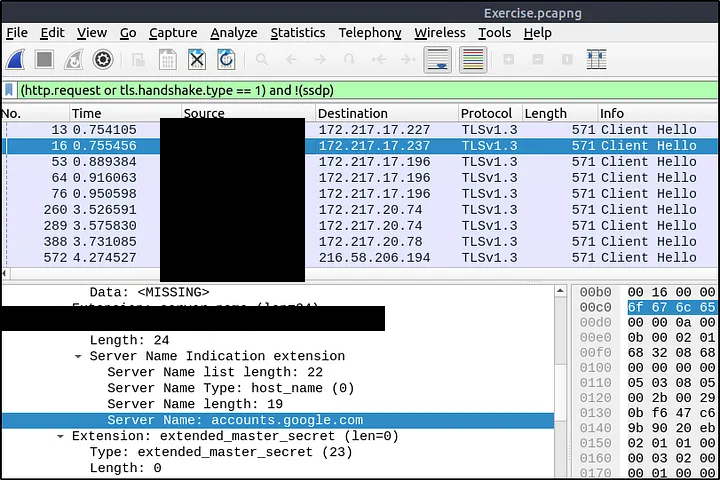 Exercise.pcapng
File Edit View Go Capture Analyze Statistics Telephony Wireless Tools Help
(http.request or tls.handshake.type == 1) and !(ssdp)
No. Time Source Destination Protocol Length Info
13 0.754105 172.217.17.227 TLSv1.3 571 Client Hello
16 0.755456 172.217.17.237 TLSv1.3 571 Client Hello
53 0.889384 172.217.17.196 TLSv1.3 571 Client Hello
64 0.916063 172.217.17.196 TLSv1.3 571 Client Hello
76 0.950598 172.217.17.196 TLSv1.3 571 Client Hello
260 3.526591 172.217.20.74 TLSv1.3 571 Client Hello
289 3.575830 172.217.20.74 TLSv1.3 571 Client Hello
388 3.731085 172.217.20.78 TLSv1.3 571 Client Hello
572 4.274527 216.58.206.194 TLSv1.3 571 Client Hello
Data: <MISSING>
Length: 24
Server Name Indication extension
Server Name list length: 22
Server Name Type: host_name (0)
Server Name length: 19
Server Name: accounts.google.com
Extension: extended_master_secret (len=0)
Type: extended_master_secret (23)
Length: 0
00b0 00 16 00 00
00c0 6f 67 6c 65
00d0 00 00 0a 00
00e0 0b 00 02 01
00f0 68 32 08 68
0100 00 00 00 00
0110 05 03 08 05
0120 00 2b 00 29
0130 0b f6 47 c6
0140 9b 90 20 eb
0150 02 01 01 00
0160 00 03 02 00
0170 00 01 00 00